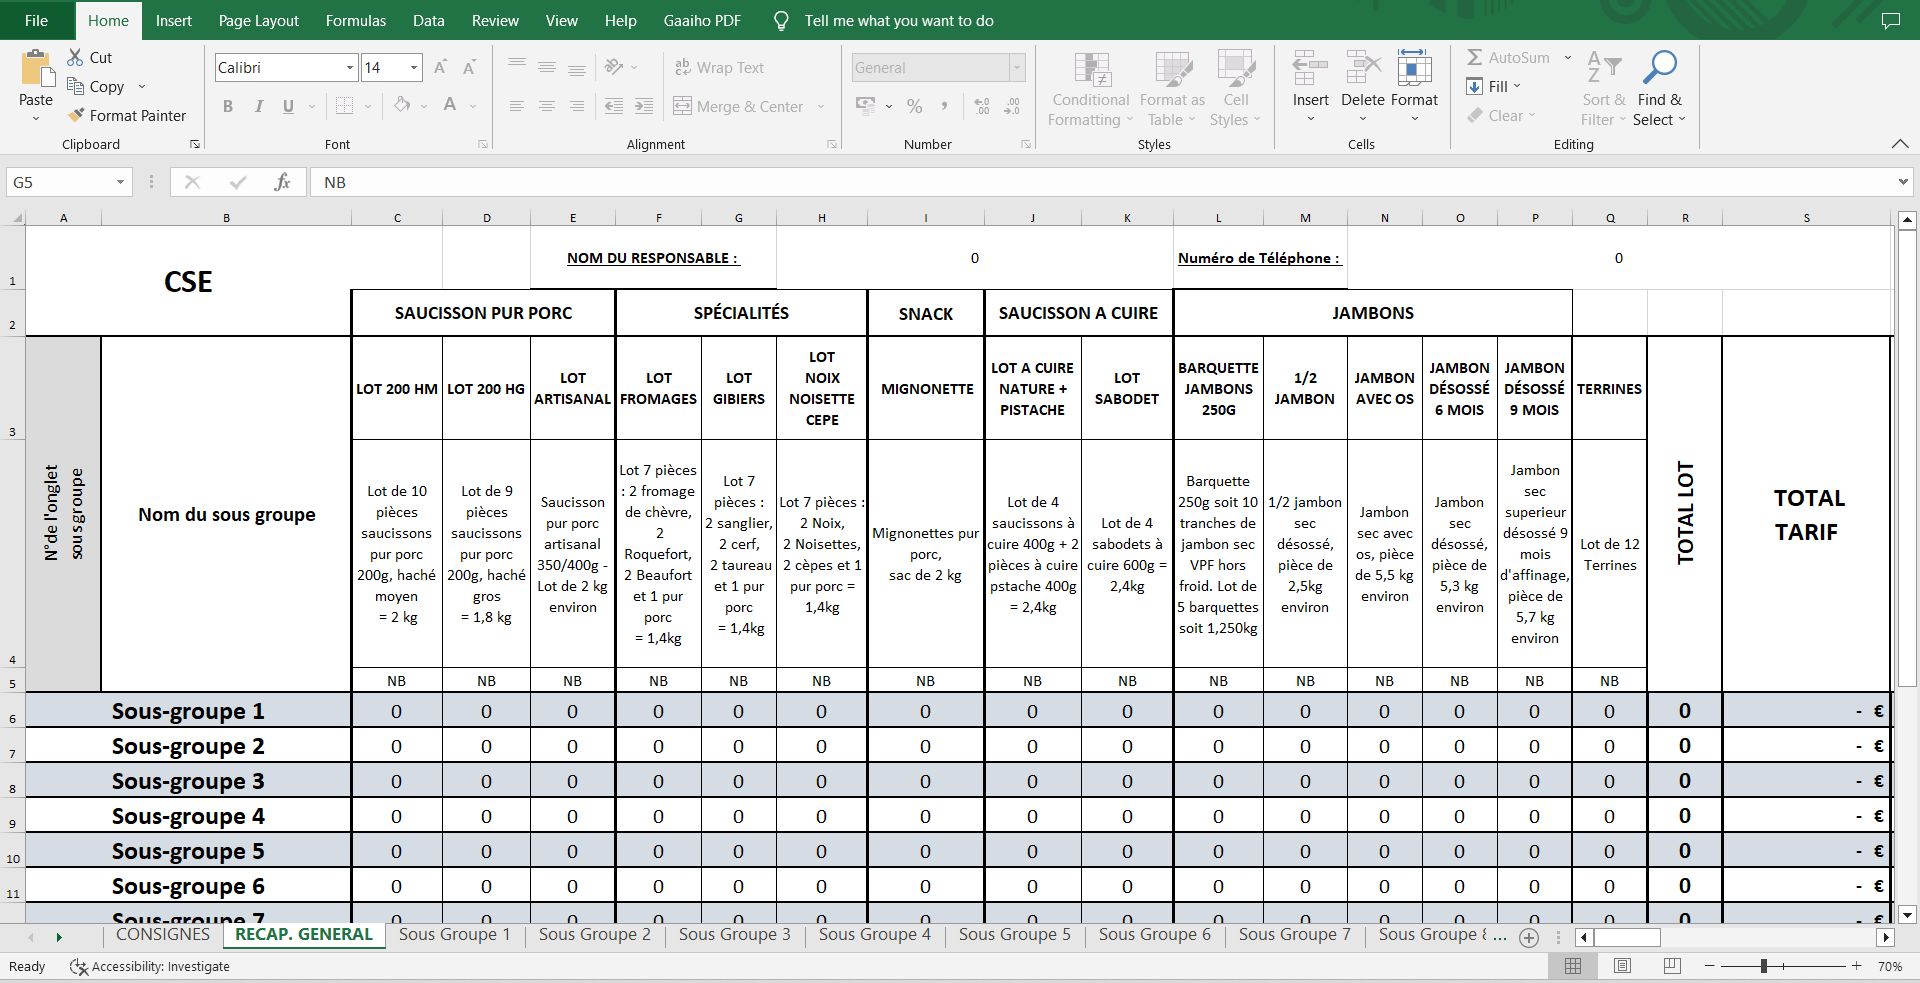 File Home Insert Page Layout Formulas Data Review View Help Gaaiho PDF Tell me what you want to do
Paste
Cut
Copy
Format Painter
Clipboard
Calibri 14
B I U
Font
Wrap Text
Merge & Center
Alignment
General
Number
Conditional Formatting
Format as Table
Cell Styles
Styles
Insert Delete Format
Cells
AutoSum
Fill
Clear
Sort & Filter
Find & Select
Editing
G5 fx NB
A B C D E F G H I J K L M N O P Q R S
1 CSE NOM DU RESPONSABLE : 0 Numéro de Téléphone : 0
2 SAUCISSON PUR PORC SPÉCIALITÉS SNACK SAUCISSON A CUIRE JAMBONS
3
N°de l'onglet
sous groupe
Nom du sous groupe
LOT 200 HM
LOT 200 HG
LOT
ARTISANAL
LOT
FROMAGES
LOT
GIBIERS
LOT
NOIX
NOISETTE
CEPE
MIGNONETTE
LOT A CUIRE
NATURE +
PISTACHE
LOT
SABODET
BARQUETTE
JAMBONS
250G
1/2
JAMBON
JAMBON
AVEC OS
JAMBON
DÉSOSSÉ
6 MOIS
JAMBON
DÉSOSSÉ
9 MOIS
TERRINES
TOTAL LOT
TOTAL
TARIF
4
Lot de 10
pièces
saucissons
pur porc
200g, haché
moyen
= 2 kg
Lot de 9
pièces
saucissons
pur porc
200g, haché
gros
= 1,8 kg
Saucisson
pur porc
artisanal
350/400g -
Lot de 2 kg
environ
Lot 7 pièces
: 2 fromage
de chèvre,
2
Roquefort,
2 Beaufort
et 1 pur
porc
= 1,4kg
Lot 7
pièces :
2 sanglier,
2 cerf,
2 taureau
et 1 pur
porc
= 1,4kg
Lot 7 pièces :
2 Noix,
2 Noisettes,
2 cèpes et 1
pur porc =
1,4kg
Mignonettes pur
porc,
sac de 2 kg
Lot de 4
saucissons à
cuire 400g + 2
pièces à cuire
pstache 400g
= 2,4kg
Lot de 4
sabodets à
cuire 600g =
2,4kg
Barquette
250g soit 10
tranches de
jambon sec
VPF hors
froid. Lot de
5 barquettes
soit 1,250kg
1/2 jambon
sec
désossé,
pièce de
2,5kg
environ
Jambon
sec avec
os, pièce
de 5,5 kg
environ
Jambon
sec
désossé,
pièce de
5,3 kg
environ
Jambon
sec
superieur
désossé 9
mois
d'affinage,
pièce de
5,7 kg
environ
Lot de 12
Terrines
5 NB NB NB NB NB NB NB NB NB NB NB NB NB NB NB
6 Sous-groupe 1 0 0 0 0 0 0 0 0 0 0 0 0 0 0 0 0 - €
7 Sous-groupe 2 0 0 0 0 0 0 0 0 0 0 0 0 0 0 0 0 - €
8 Sous-groupe 3 0 0 0 0 0 0 0 0 0 0 0 0 0 0 0 0 - €
9 Sous-groupe 4 0 0 0 0 0 0 0 0 0 0 0 0 0 0 0 0 - €
10 Sous-groupe 5 0 0 0 0 0 0 0 0 0 0 0 0 0 0 0 0 - €
11 Sous-groupe 6 0 0 0 0 0 0 0 0 0 0 0 0 0 0 0 0 - €
Sous-groupe 7 0 0 0 0 0 0 0 0 0 0 0 0 0 0 0 0 - €
CONSIGNES RECAP. GENERAL Sous Groupe 1 Sous Groupe 2 Sous Groupe 3 Sous Groupe 4 Sous Groupe 5 Sous Groupe 6 Sous Groupe 7 Sous Groupe 8 ...
Ready Accessibility: Investigate 70%